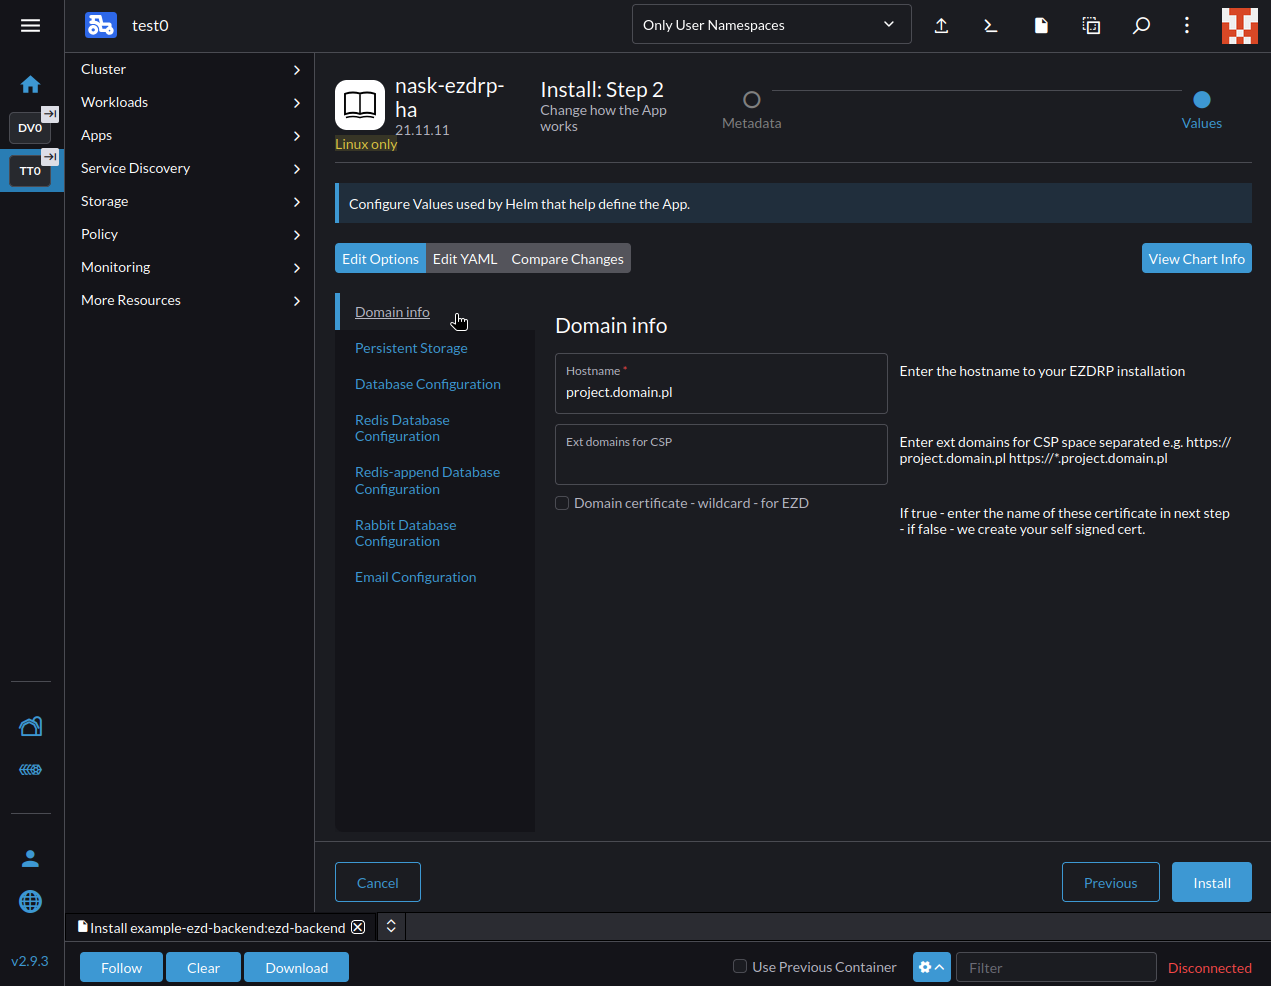 test0
Only User Namespaces
DV0
TT0
Cluster
Workloads
Apps
Service Discovery
Storage
Policy
Monitoring
More Resources
nask-ezdrp-
ha
21.11.11
Linux only
Install: Step 2
Change how the App
works
Metadata
Values
Configure Values used by Helm that help define the App.
Edit Options
Edit YAML
Compare Changes
View Chart Info
Domain info
Persistent Storage
Database Configuration
Redis Database
Configuration
Redis-append Database
Configuration
Rabbit Database
Configuration
Email Configuration
Domain info
Hostname *
project.domain.pl
Enter the hostname to your EZDRP installation
Ext domains for CSP
Enter ext domains for CSP space separated e.g. https://
project.domain.pl https://*.project.domain.pl
Domain certificate - wildcard - for EZD
If true - enter the name of these certificate in next step
- if false - we create your self signed cert.
Cancel
Previous
Install
Install example-ezd-backend:ezd-backend
v2.9.3
Follow
Clear
Download
Use Previous Container
Filter
Disconnected